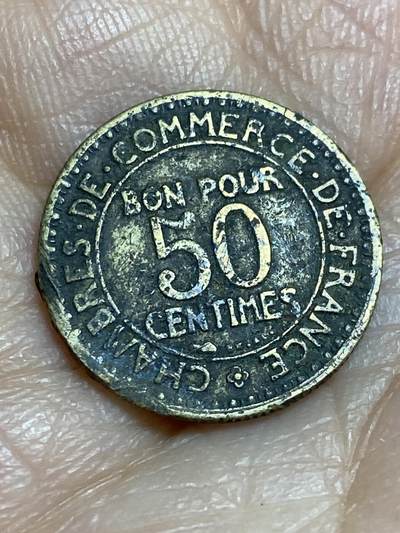 CHAMBRES·DE·COMMERCE·DE·FRANCE
BON POUR
50
CENTIMES